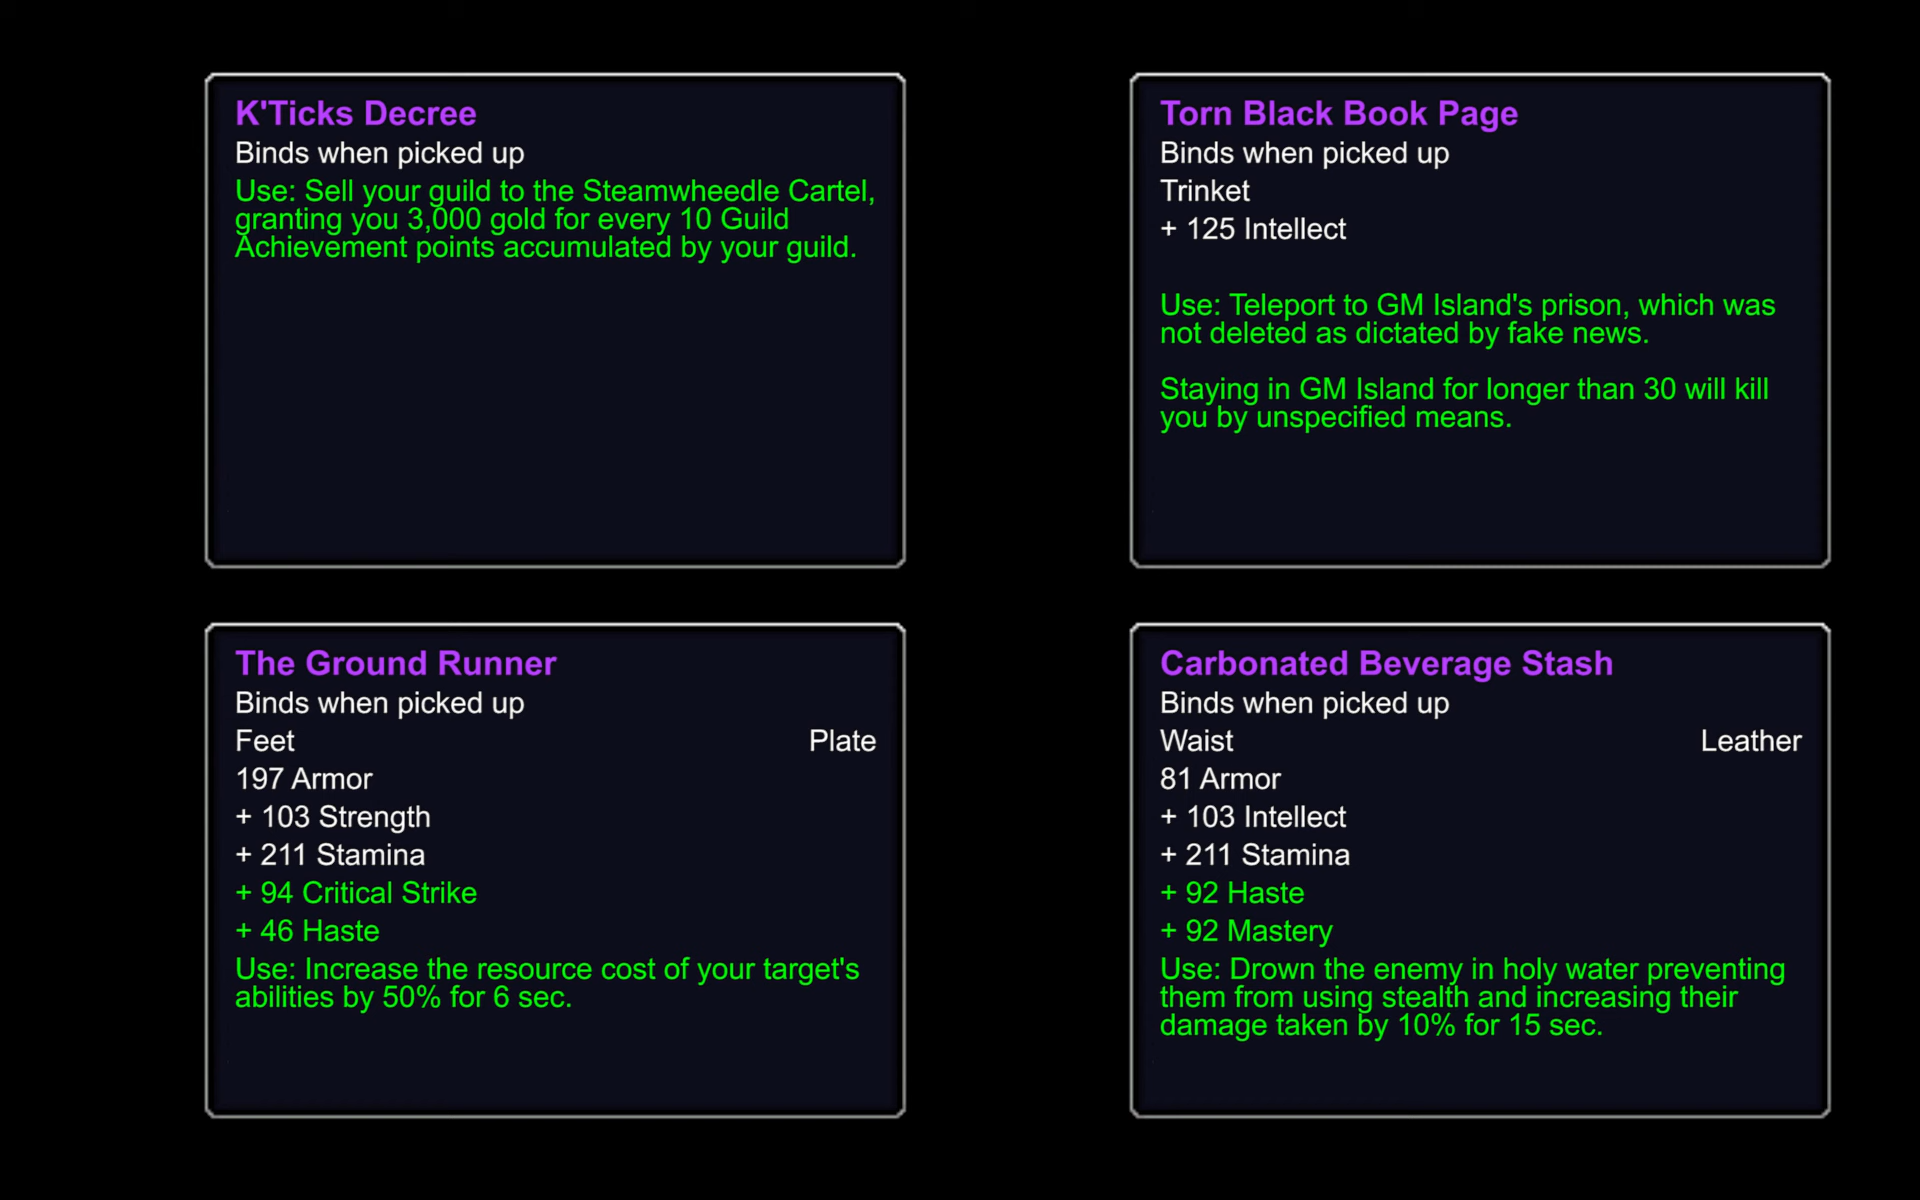 K'Ticks Decree
Binds when picked up
Use: Sell your guild to the Steamwheedle Cartel,
granting you 3,000 gold for every 10 Guild
Achievement points accumulated by your guild.
Torn Black Book Page
Binds when picked up
Trinket
+ 125 Intellect
Use: Teleport to GM Island's prison, which was
not deleted as dictated by fake news.
Staying in GM Island for longer than 30 will kill
you by unspecified means.
The Ground Runner
Binds when picked up
Feet Plate
197 Armor
+ 103 Strength
+ 211 Stamina
+ 94 Critical Strike
+ 46 Haste
Use: Increase the resource cost of your target's
abilities by 50% for 6 sec.
Carbonated Beverage Stash
Binds when picked up
Waist Leather
81 Armor
+ 103 Intellect
+ 211 Stamina
+ 92 Haste
+ 92 Mastery
Use: Drown the enemy in holy water preventing
them from using stealth and increasing their
damage taken by 10% for 15 sec.